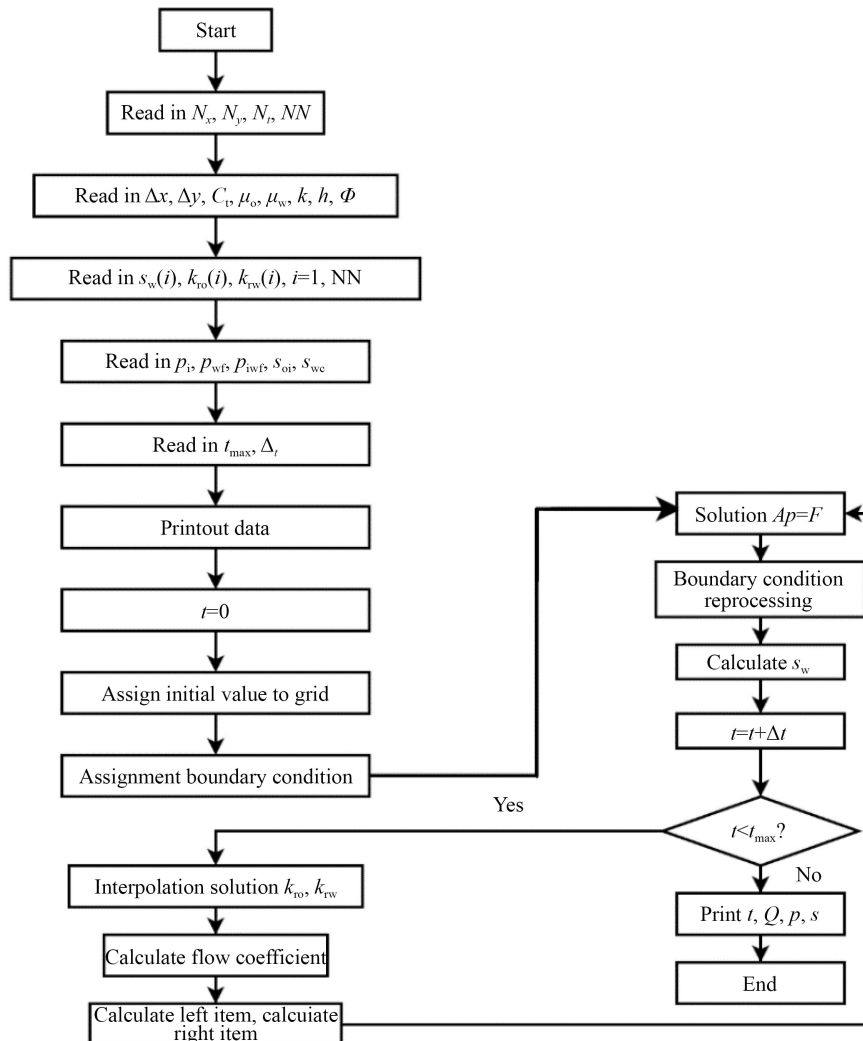 Start
Read in Nx, Ny, Nt, NN
Read in Δx, Δy, Ct, μo, μw, k, h, Φ
Read in sw(i), kro(i), krw(i), i=1, NN
Read in pi, pwf, piwf, soi, swc
Read in tmax, Δt
Printout data
t=0
Assign initial value to grid
Assignment boundary condition
Solution Ap=F
Boundary condition
reprocessing
Calculate sw
t=t+Δt
t<tmax?
Yes
No
Interpolation solution kro, krw
Calculate flow coefficient
Calculate left item, calcuiate
right item
Print t, Q, p, s
End